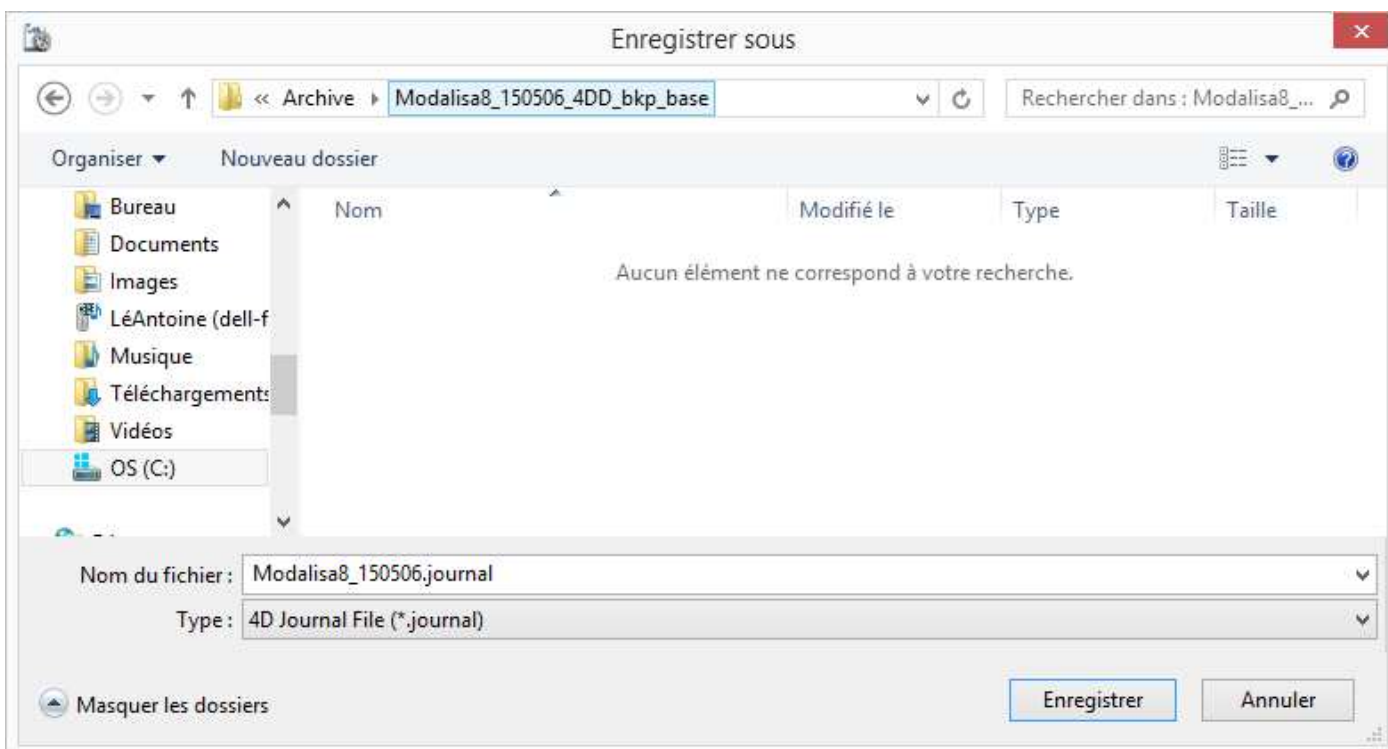 Enregistrer sous
« Archive Modalisa8_150506_4DD_bkp_base Rechercher dans : Modalisa8_...
Organiser Nouveau dossier
Nom Modifié le Type Taille
Aucun élément ne correspond à votre recherche.
Bureau
Documents
Images
LéAntoine (dell-f
Musique
Téléchargements
Vidéos
OS (C:)
Nom du fichier : Modalisa8_150506.journal
Type : 4D Journal File (*.journal)
Masquer les dossiers Enregistrer Annuler